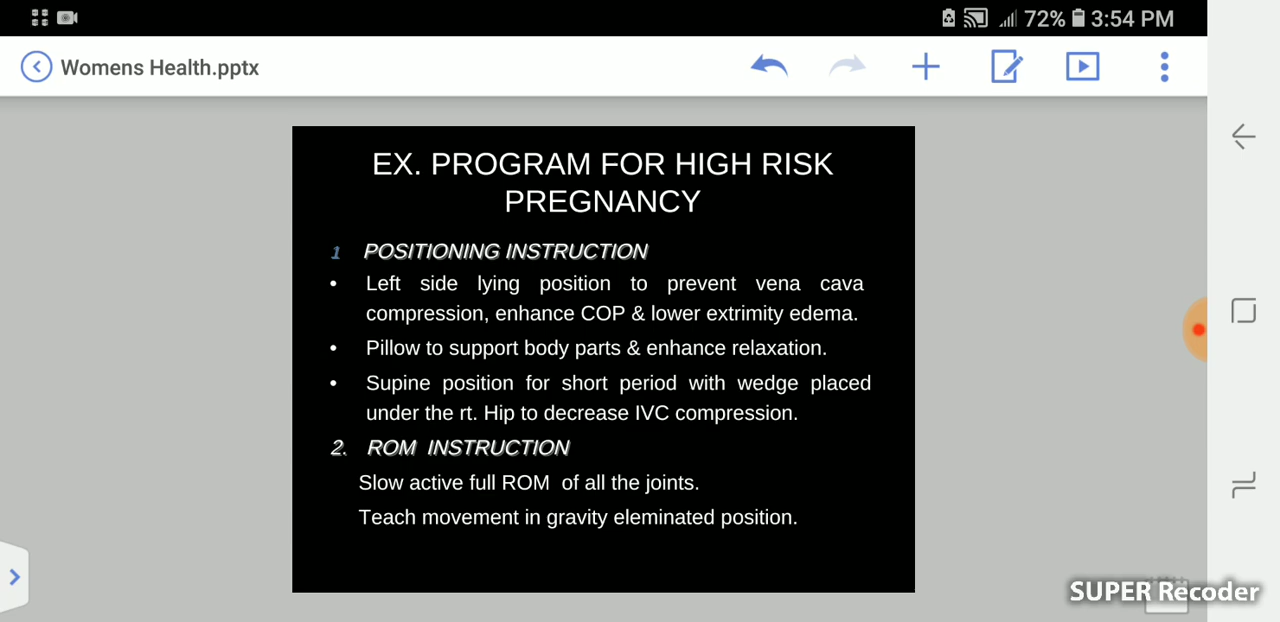 72% 3:54 PM
Womens Health.pptx
EX. PROGRAM FOR HIGH RISK
PREGNANCY
1 POSITIONING INSTRUCTION
• Left side lying position to prevent vena cava
compression, enhance COP & lower extrimity edema.
• Pillow to support body parts & enhance relaxation.
• Supine position for short period with wedge placed
under the rt. Hip to decrease IVC compression.
2. ROM INSTRUCTION
Slow active full ROM of all the joints.
Teach movement in gravity eleminated position.
SUPER Recoder